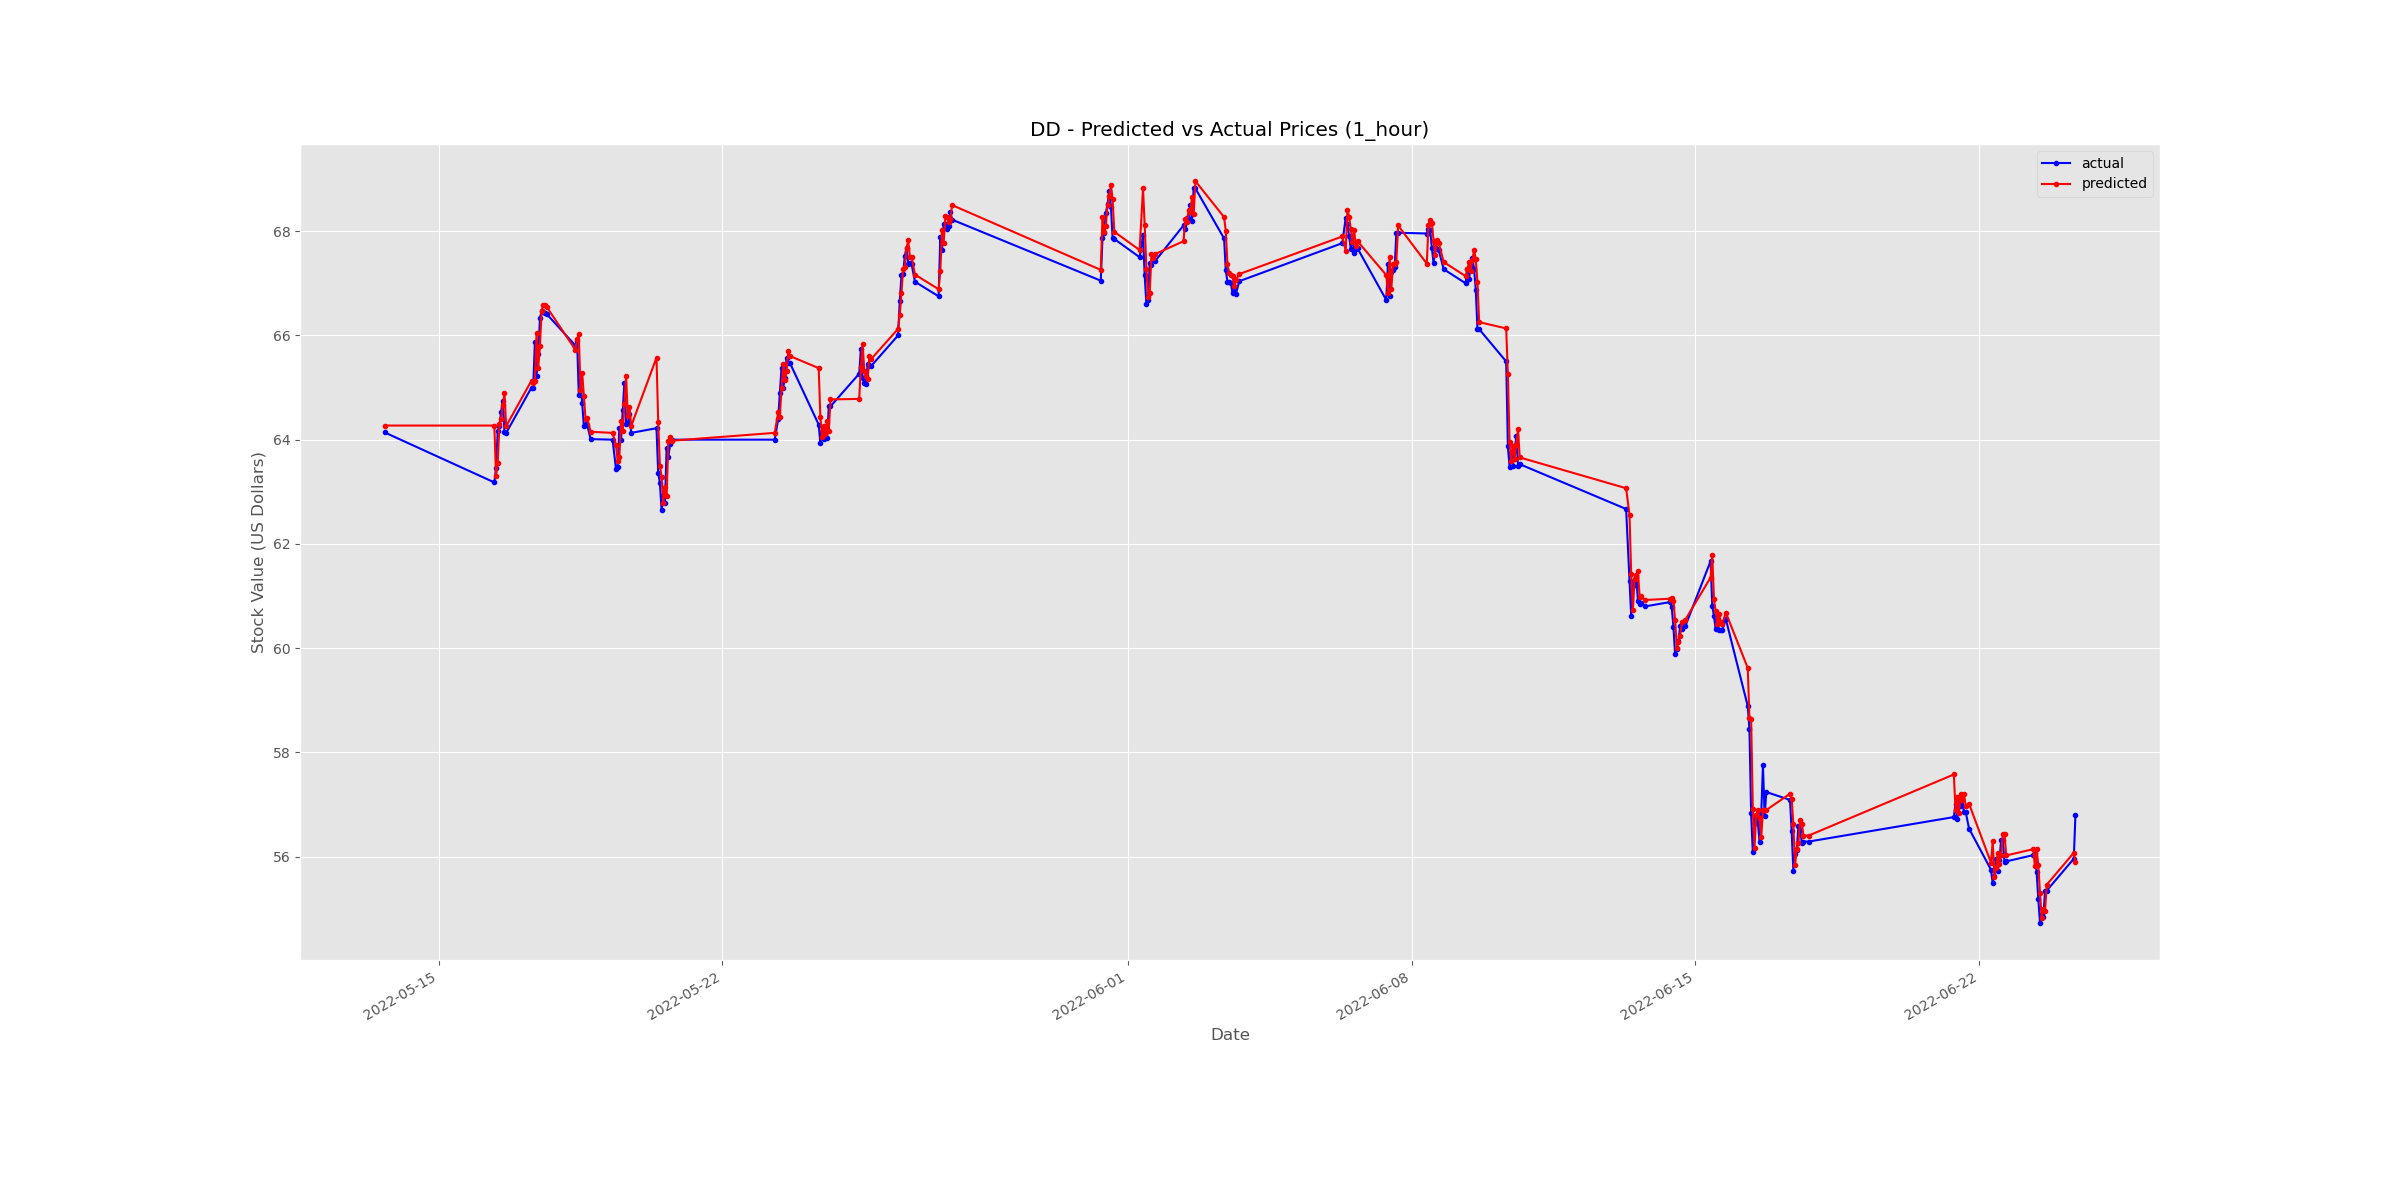 DD - Predicted vs Actual Prices (1_hour)
actual
predicted
Stock Value (US Dollars)
68
66
64
62
60
58
56
2022-05-15
2022-05-22
2022-06-01
2022-06-08
2022-06-15
2022-06-22
Date